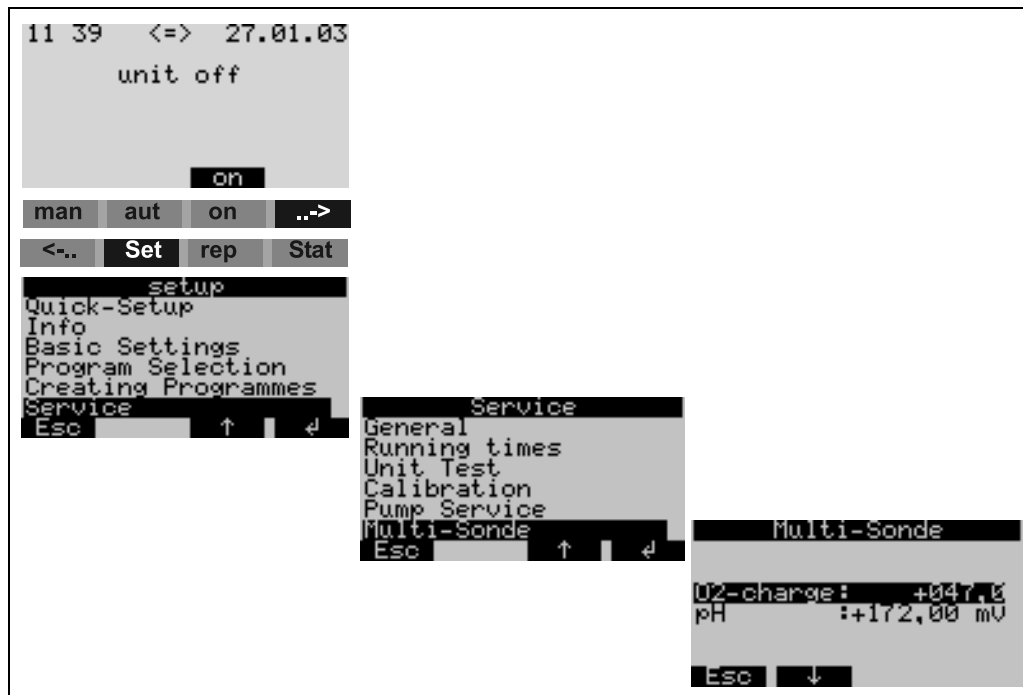 11 39 <=> 27.01.03
unit off
on
man aut on ..->
<-.. Set rep Stat
setup
Quick-Setup
Info
Basic Settings
Program Selection
Creating Programmes
Service
Esc ↑ ↲
Service
General
Running times
Unit Test
Calibration
Pump Service
Multi-Sonde
Esc ↑ ↲
Multi-Sonde
O2-charge: +047,0
pH :+172,00 mV
Esc ↓